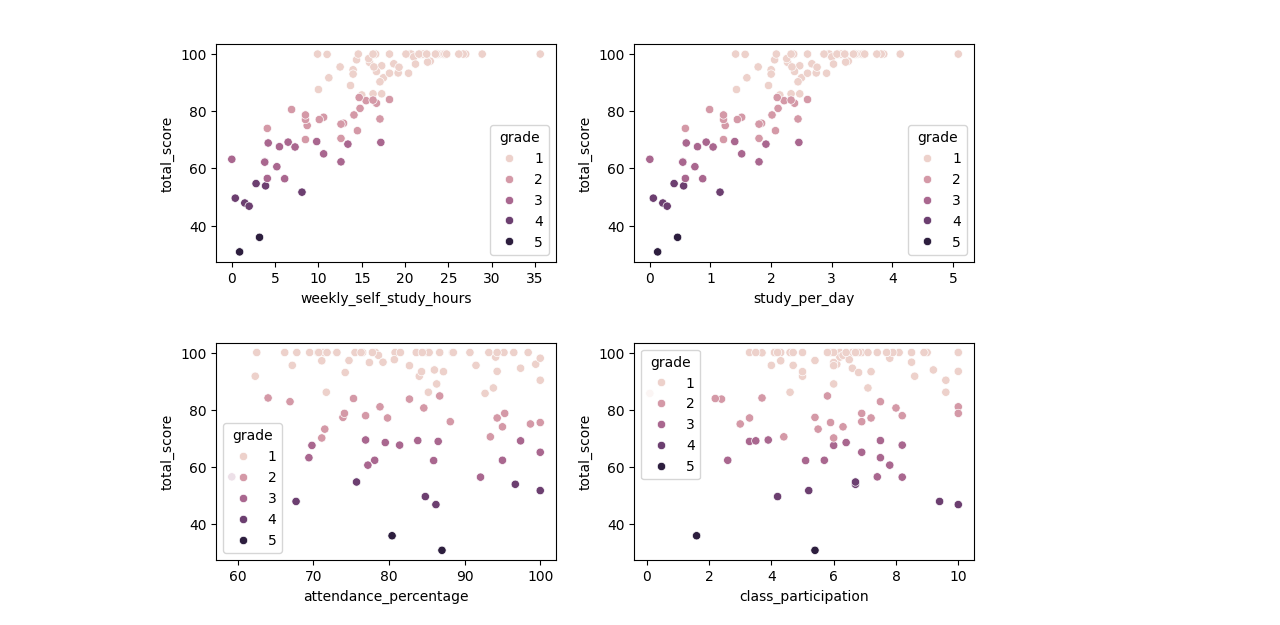 100
80
60
40
total_score
grade
1
2
3
4
5
0 5 10 15 20 25 30 35
weekly_self_study_hours
100
80
60
40
total_score
grade
1
2
3
4
5
0 1 2 3 4 5
study_per_day
100
80
60
40
total_score
grade
1
2
3
4
5
60 70 80 90 100
attendance_percentage
100
80
60
40
total_score
grade
1
2
3
4
5
0 2 4 6 8 10
class_participation